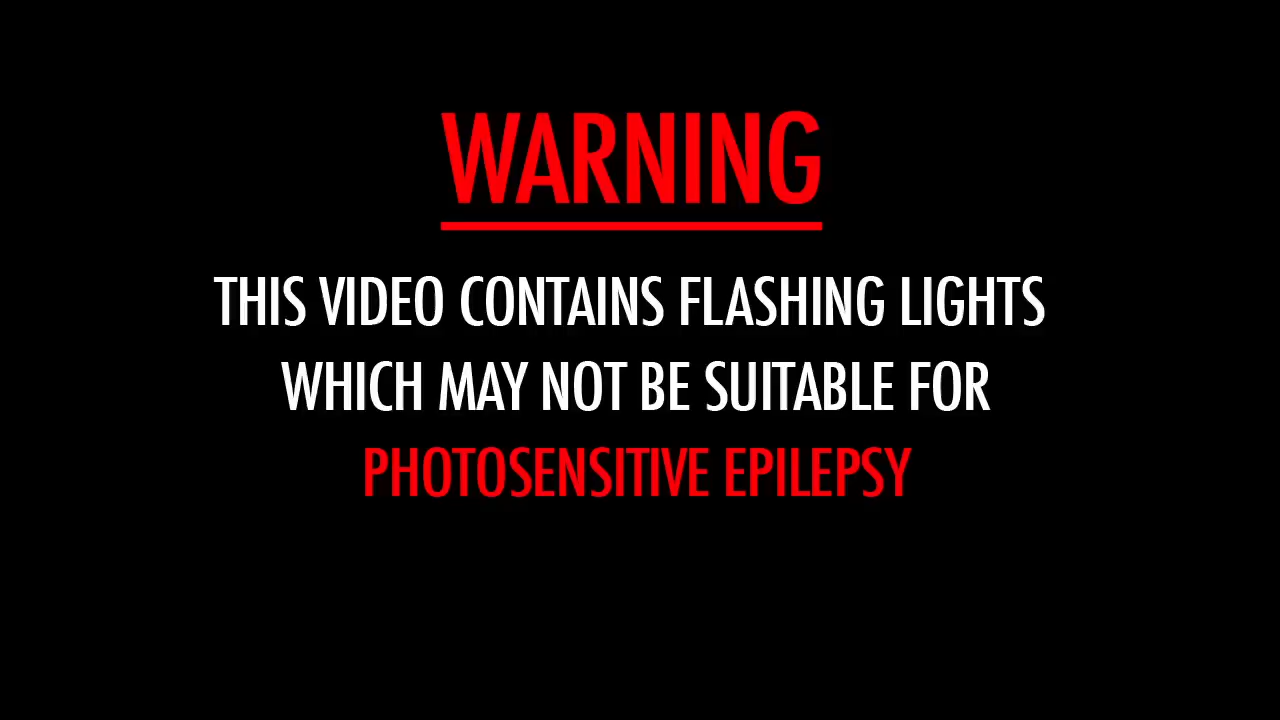 WARNING
THIS VIDEO CONTAINS FLASHING LIGHTS
WHICH MAY NOT BE SUITABLE FOR
PHOTOSENSITIVE EPILEPSY